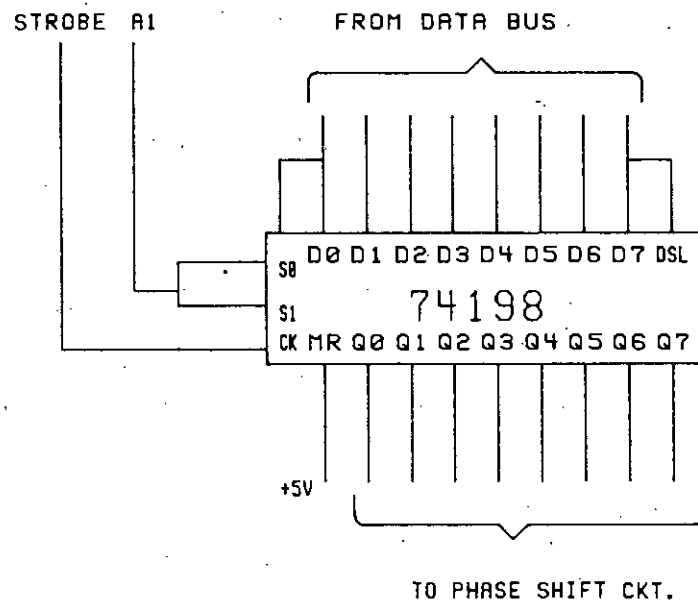 STROBE A1 FROM DATA BUS
S0 D0 D1 D2 D3 D4 D5 D6 D7 DSL
S1 74198
CK MR Q0 Q1 Q2 Q3 Q4 Q5 Q6 Q7
+5V
TO PHASE SHIFT CKT.